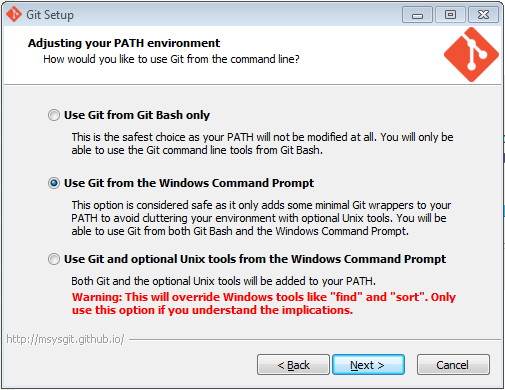 Git Setup
Adjusting your PATH environment
How would you like to use Git from the command line?
Use Git from Git Bash only
This is the safest choice as your PATH will not be modified at all. You will only be
able to use the Git command line tools from Git Bash.
Use Git from the Windows Command Prompt
This option is considered safe as it only adds some minimal Git wrappers to your
PATH to avoid cluttering your environment with optional Unix tools. You will be
able to use Git from both Git Bash and the Windows Command Prompt.
Use Git and optional Unix tools from the Windows Command Prompt
Both Git and the optional Unix tools will be added to your PATH.
Warning: This will override Windows tools like "find" and "sort". Only
use this option if you understand the implications.
http://msysgit.github.io/
< Back
Next >
Cancel